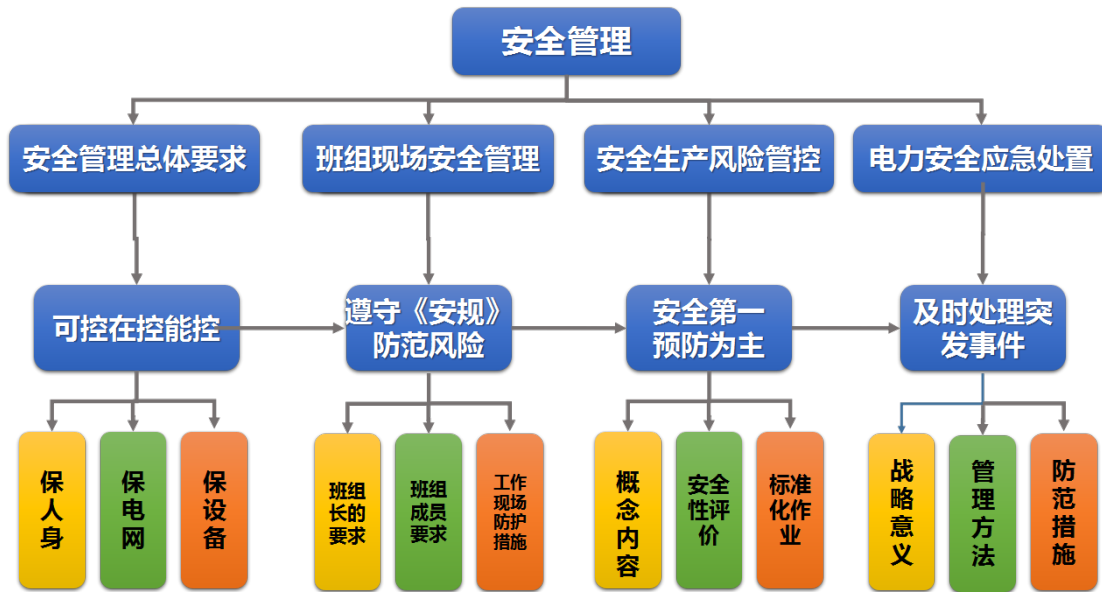 安全管理
安全管理总体要求
班组现场安全管理
安全生产风险管控
电力安全应急处置
可控在控能控
遵守《安规》
防范风险
安全第一
预防为主
及时处理突
发事件
保
人
身
保
电
网
保
设
备
班组
长的
要求
班组
成员
要求
工作
现场
防护
措施
概
念
内
容
安全
性评
价
标准
化作
业
战
略
意
义
管
理
方
法
防
范
措
施